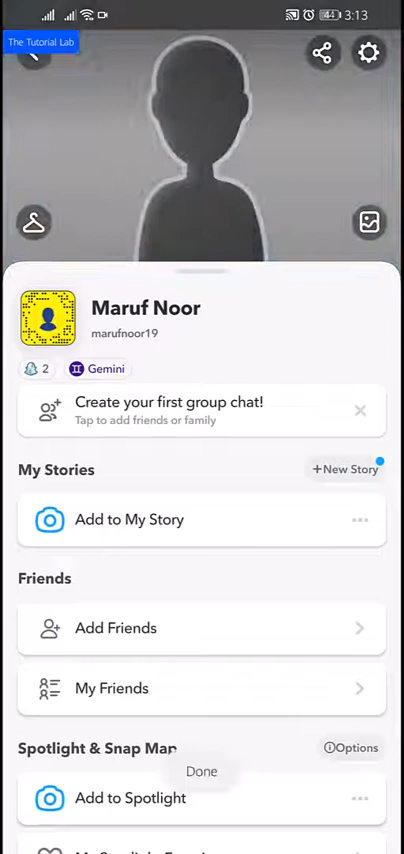 44 3:13
The Tutorial Lab
Maruf Noor
marufnoor19
2 Gemini
Create your first group chat!
Tap to add friends or family
My Stories
+New Story
Add to My Story
Friends
Add Friends
My Friends
Spotlight & Snap Map
Options
Done
Add to Spotlight